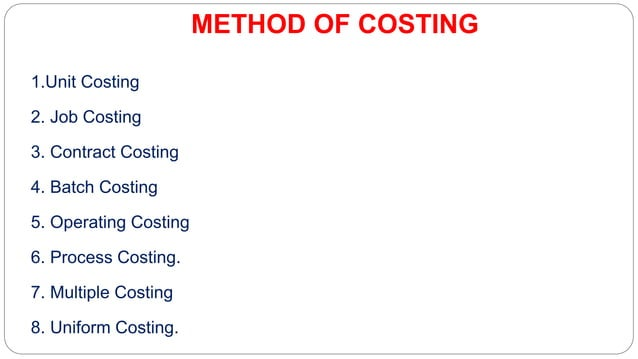 METHOD OF COSTING
1.Unit Costing
2. Job Costing
3. Contract Costing
4. Batch Costing
5. Operating Costing
6. Process Costing.
7. Multiple Costing
8. Uniform Costing.